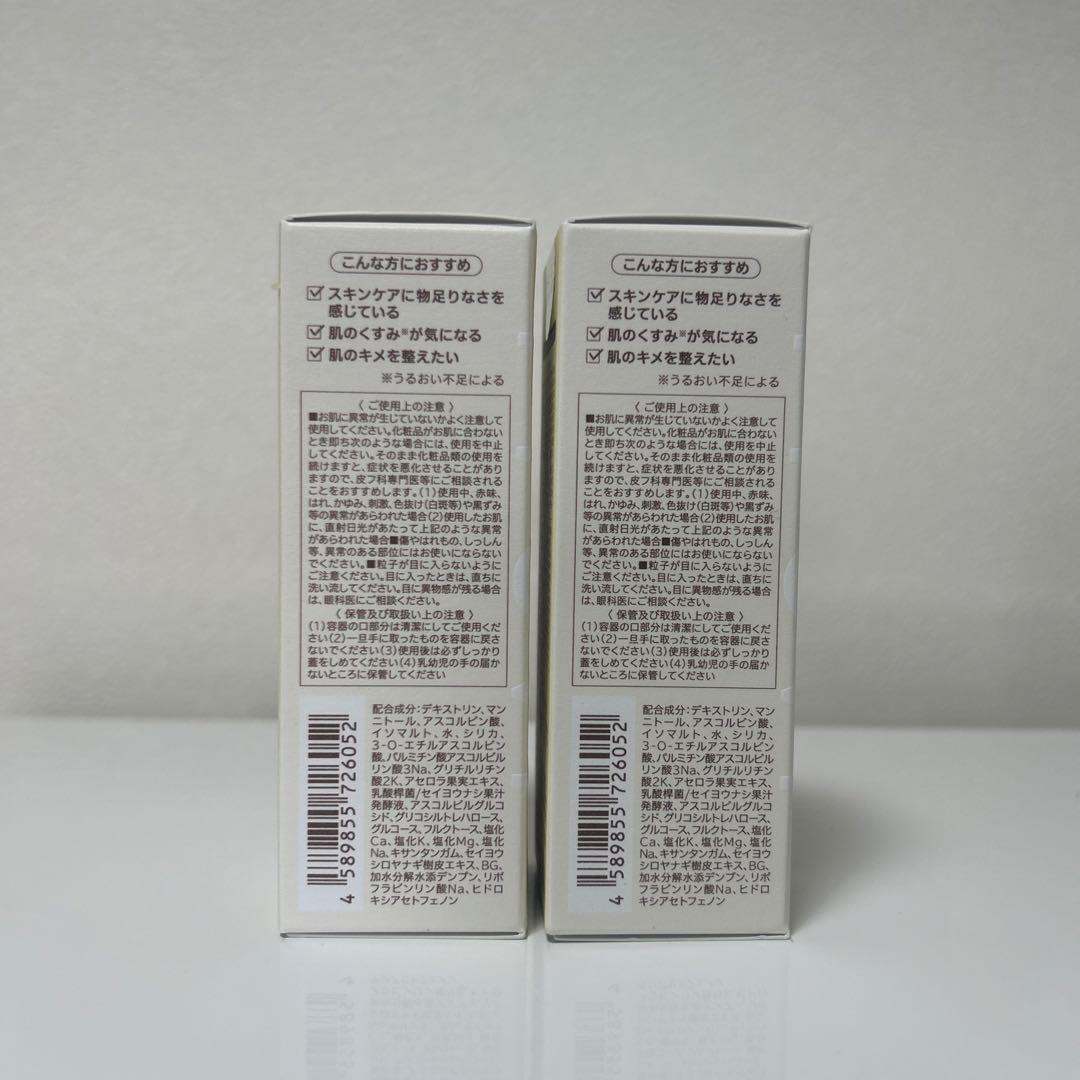 こんな方におすすめ
スキンケアに物足りなさを
感じている
肌のくすみ※が気になる
肌のキメを整えたい
※うるおい不足による
〈 ご使用上の注意 〉
■お肌に異常が生じていないかよく注意して
使用してください。化粧品がお肌に合わない
とき即ち次のような場合には、使用を中止
してください。そのまま化粧品類の使用を
続けますと、症状を悪化させることがあり
ますので、皮フ科専門医等にご相談される
ことをおすすめします。(1)使用中、赤味、
はれ、かゆみ、刺激、色抜け(白斑等)や黒ずみ
等の異常があらわれた場合(2)使用したお肌
に、直射日光があたって上記のような異常
があらわれた場合■傷やはれもの、しっしん
等、異常のある部位にはお使いにならない
でください。■粒子が目に入らないように
ご注意ください。目に入ったときは、直ちに
洗い流してください。目に異物感が残る場合
は、眼科医にご相談ください。
〈 保管及び取扱い上の注意 〉
(1)容器の口部分は清潔にしてご使用くださ
い(2)一旦手に取ったものを容器に戻さ
ないでください(3)使用後は必ずしっかり
蓋をしめてください(4)乳幼児の手の届か
ないところに保管してください
配合成分:デキストリン、マン
ニトール、アスコルビン酸、
イソマルト、水、シリカ、
3-O-エチルアスコルビン
酸、パルミチン酸アスコルビル
リン酸3Na、グリチルリチン
酸2K、アセロラ果実エキス、
乳酸桿菌/セイヨウナシ果汁
発酵液、アスコルビルグルコ
シド、グリコシルトレハロース、
グルコース、フルクトース、塩化
Ca、塩化K、塩化Mg、塩化
Na、キサンタンガム、セイヨウ
シロヤナギ樹皮エキス、BG、
加水分解水添デンプン、リボ
フラビンリン酸Na、ヒドロ
キシアセトフェノン
4 589855 726052
こんな方におすすめ
スキンケアに物足りなさを
感じている
肌のくすみ※が気になる
肌のキメを整えたい
※うるおい不足による
〈 ご使用上の注意 〉
■お肌に異常が生じていないかよく注意して
使用してください。化粧品がお肌に合わない
とき即ち次のような場合には、使用を中止
してください。そのまま化粧品類の使用を
続けますと、症状を悪化させることがあり
ますので、皮フ科専門医等にご相談される
ことをおすすめします。(1)使用中、赤味、
はれ、かゆみ、刺激、色抜け(白斑等)や黒ずみ
等の異常があらわれた場合(2)使用したお肌
に、直射日光があたって上記のような異常
があらわれた場合■傷やはれもの、しっしん
等、異常のある部位にはお使いにならない
でください。■粒子が目に入らないように
ご注意ください。目に入ったときは、直ちに
洗い流してください。目に異物感が残る場合
は、眼科医にご相談ください。
〈 保管及び取扱い上の注意 〉
(1)容器の口部分は清潔にしてご使用くださ
い(2)一旦手に取ったものを容器に戻さ
ないでください(3)使用後は必ずしっかり
蓋をしめてください(4)乳幼児の手の届か
ないところに保管してください
配合成分:デキストリン、マン
ニトール、アスコルビン酸、
イソマルト、水、シリカ、
3-O-エチルアスコルビン
酸、パルミチン酸アスコルビル
リン酸3Na、グリチルリチン
酸2K、アセロラ果実エキス、
乳酸桿菌/セイヨウナシ果汁
発酵液、アスコルビルグルコ
シド、グリコシルトレハロース、
グルコース、フルクトース、塩化
Ca、塩化K、塩化Mg、塩化
Na、キサンタンガム、セイヨウ
シロヤナギ樹皮エキス、BG、
加水分解水添デンプン、リボ
フラビンリン酸Na、ヒドロ
キシアセトフェノン
4 589855 726052